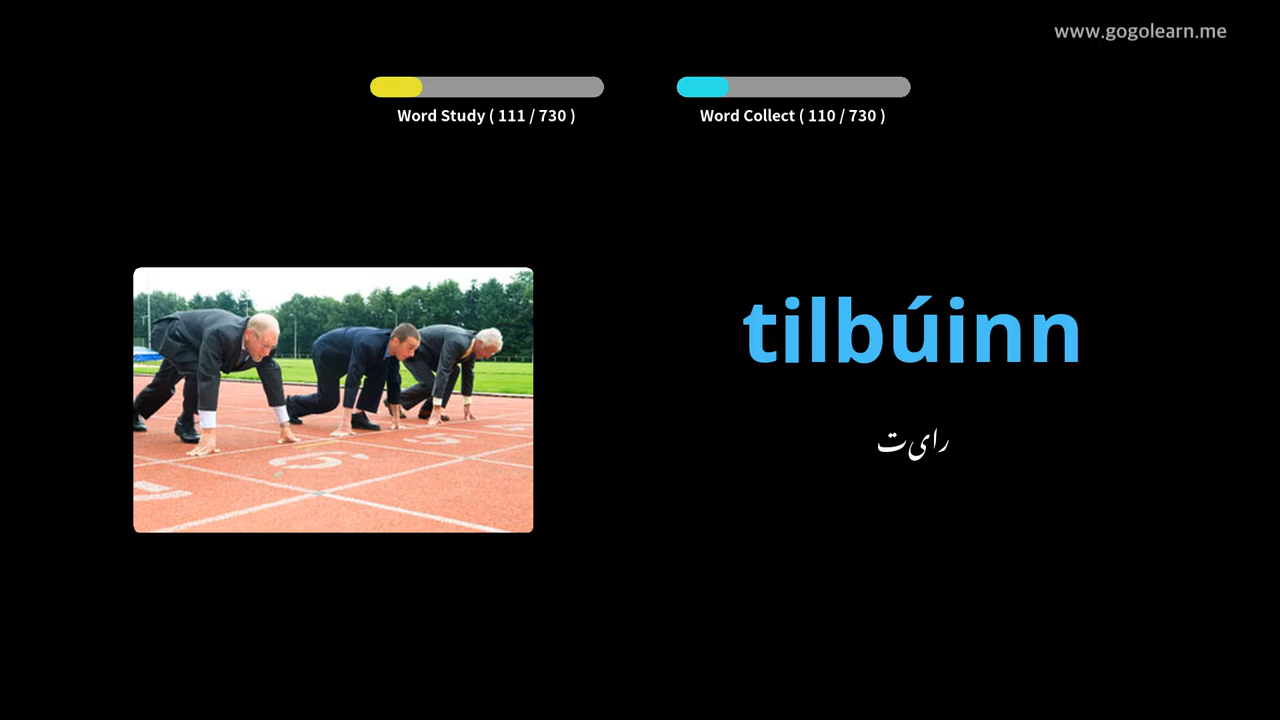 www.gogolearn.me
Word Study ( 111 / 730 )
Word Collect ( 110 / 730 )
tilbúinn
رایت